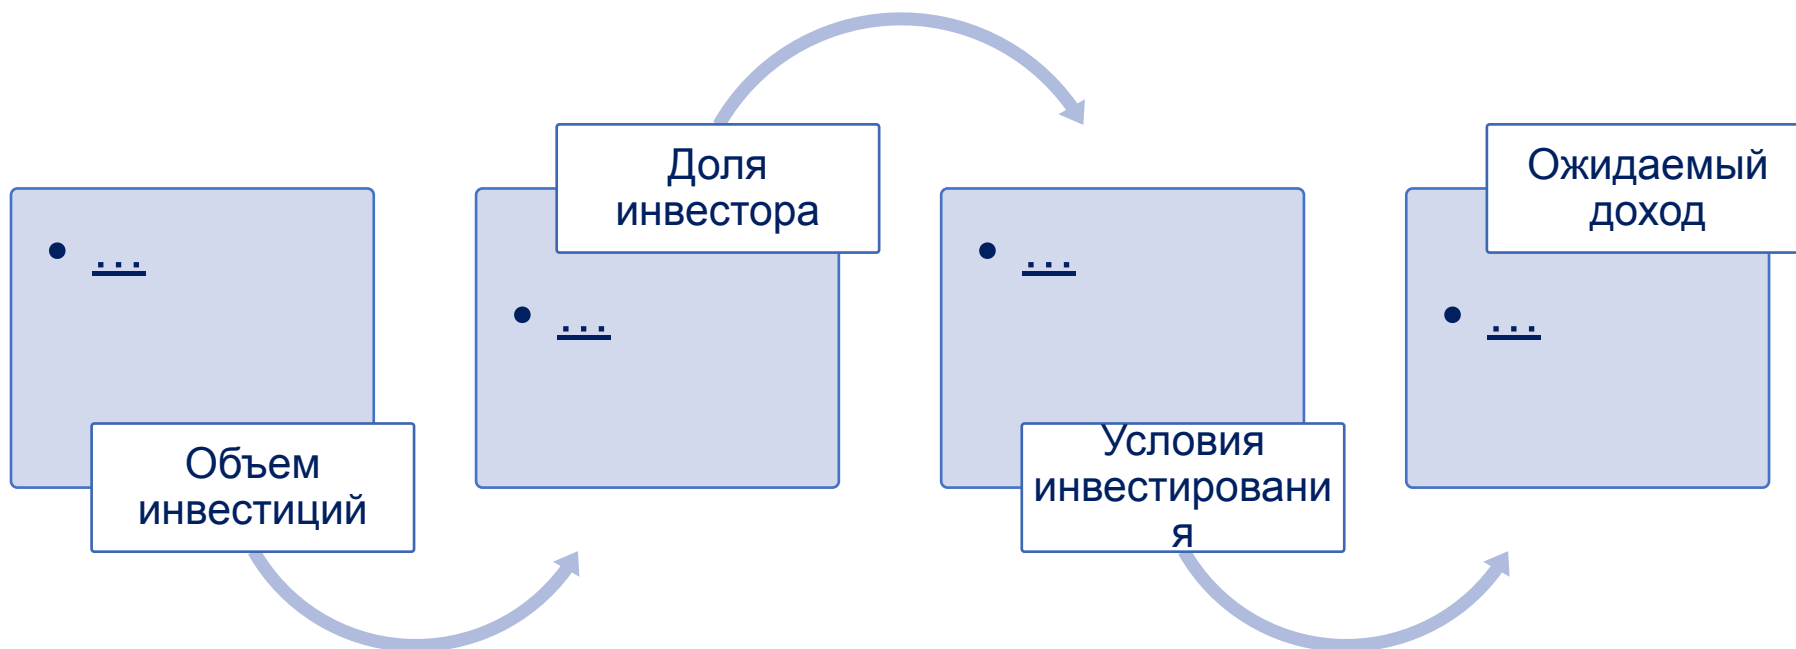 • ...
Объем
инвестиций
Доля
инвестора
• ...
• ...
Условия
инвестировани
я
Ожидаемый
доход
• ...